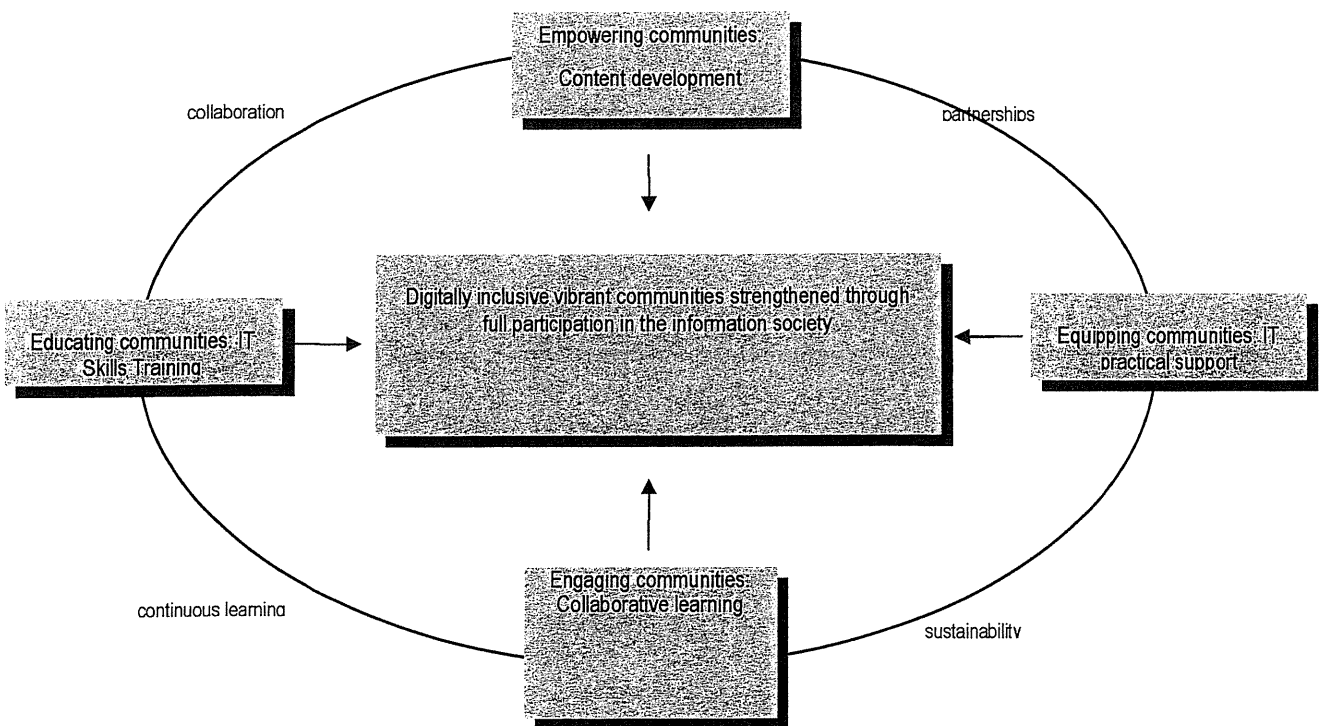 Empowering communities:
Content development
collaboration
partnerships
Digitally inclusive vibrant communities strengthened through
full participation in the information society
Educating communities: IT
Skills Training
Equipping communities: IT
practical support
Engaging communities:
Collaborative learning
continuous learning
sustainability